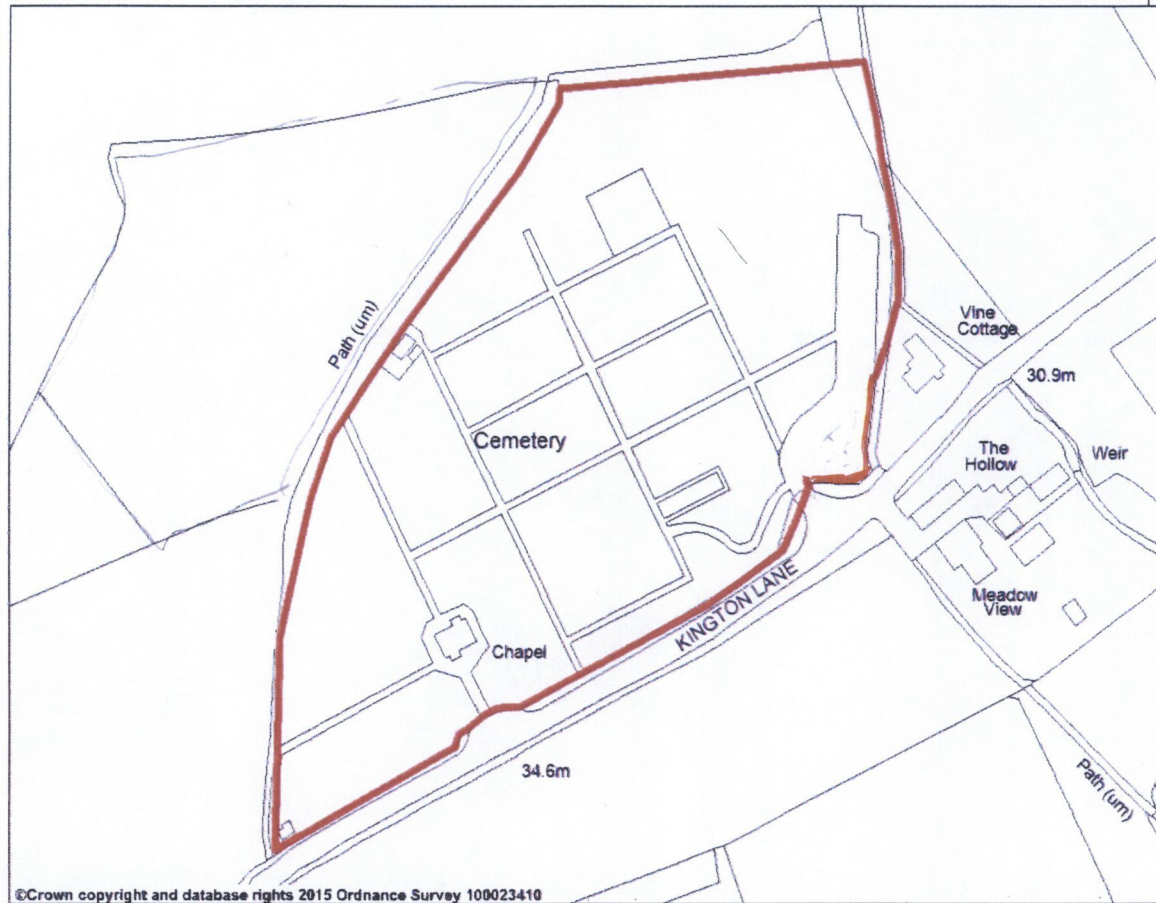 Path (um)
Vine
Cottage
30.9m
Cemetery
The
Hollow
Weir
KINGTON LANE
Meadow
View
Chapel
34.6m
Path (um)
©Crown copyright and database rights 2015 Ordnance Survey 100023410